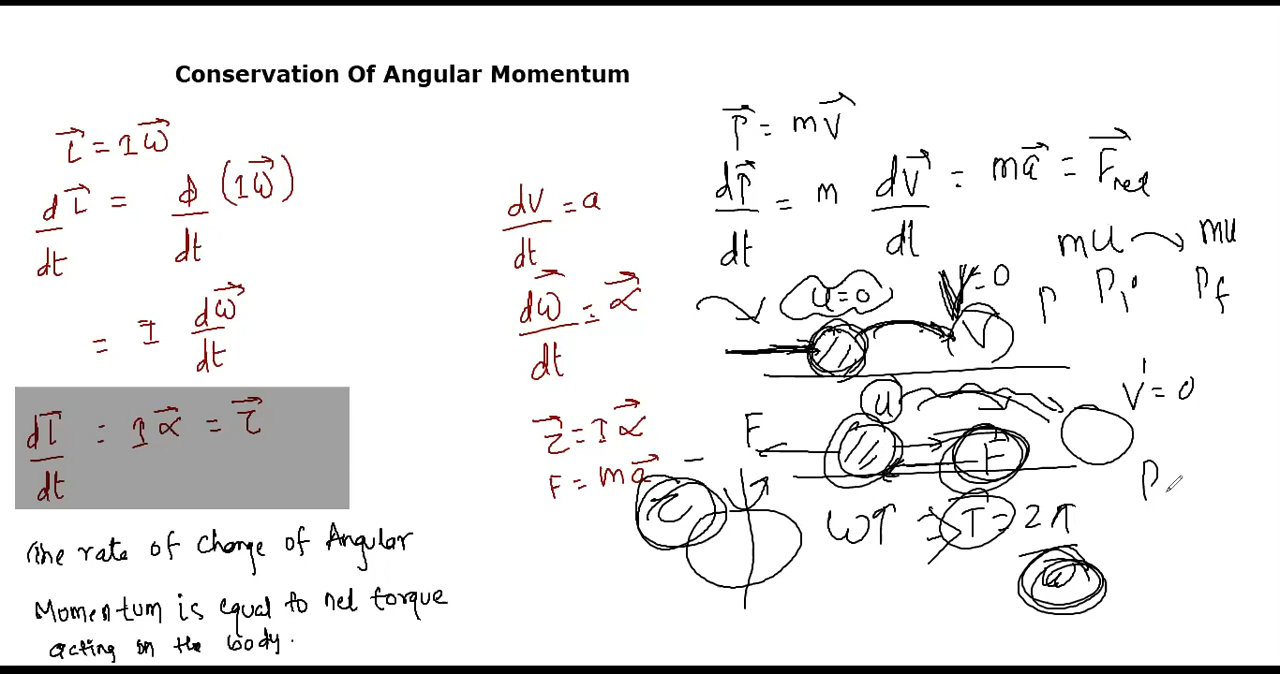 Conservation Of Angular Momentum
L⃗ = Iω⃗
dL⃗/dt = d/dt (Iω⃗)
= I dω⃗/dt
dL⃗/dt = Iα⃗ = τ⃗
The rate of change of Angular
Momentum is equal to net torque
acting on the body.
dv/dt = a
dω⃗/dt = α⃗
τ⃗ = Iα⃗
F = ma⃗
P⃗ = mv⃗
dP⃗/dt = m dv⃗/dt = ma⃗ = F⃗net
mu mu
P Pi Pf
u=0
V=0
V
u
V'=0
F
F
τ
ω↑ = T = 2π
ω
P